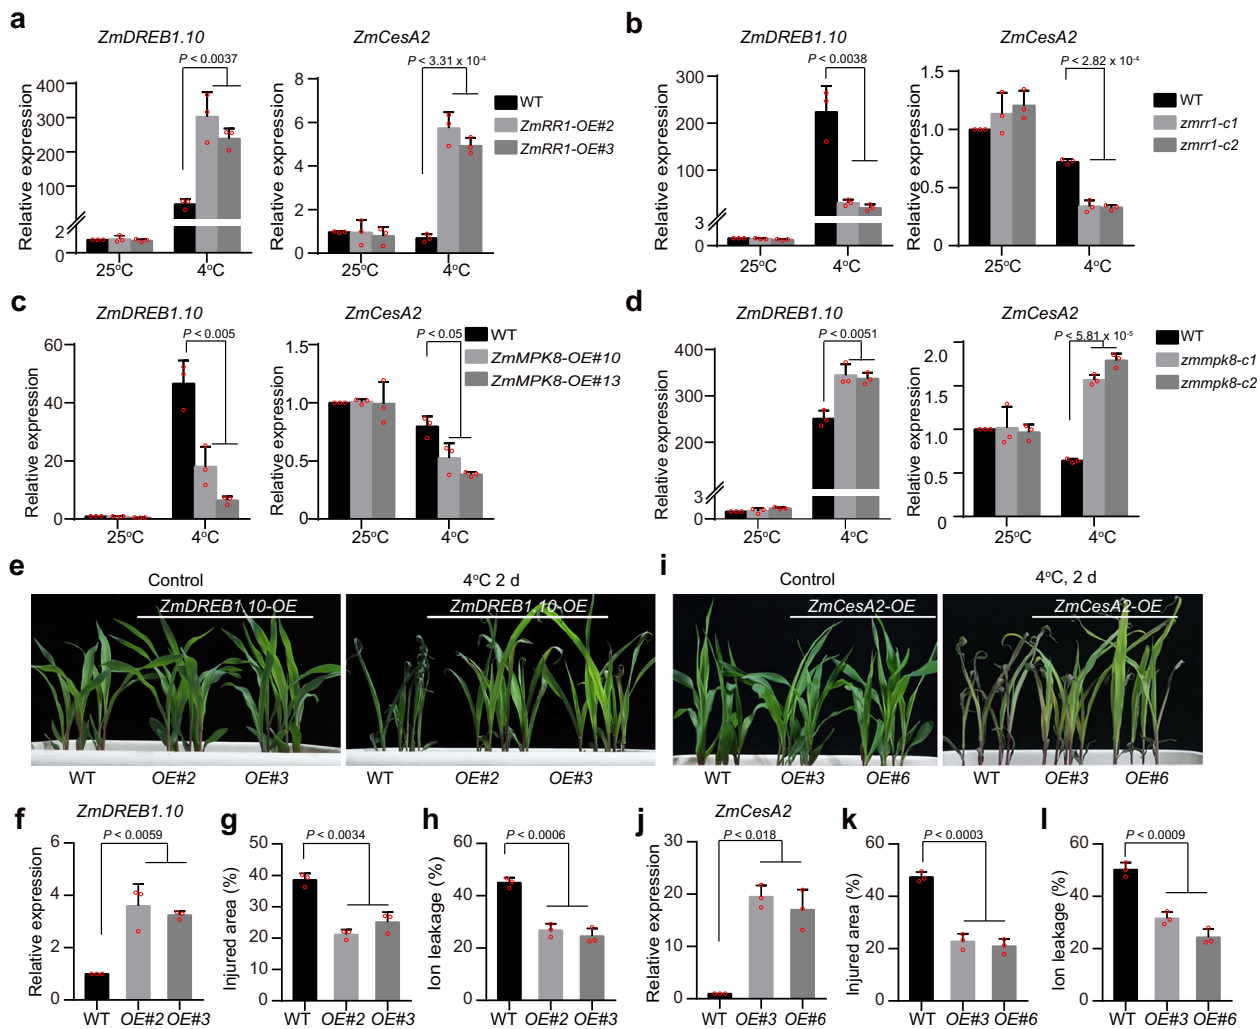 a
ZmDREB1.10
P < 0.0037
Relative expression
400
300
200
100
2
0
25°C
4°C
ZmCesA2
P < 3.31 x 10-4
Relative expression
8
6
4
2
0
25°C
4°C
WT
ZmRR1-OE#2
ZmRR1-OE#3
b
ZmDREB1.10
P < 0.0038
Relative expression
300
200
100
3
0
25°C
4°C
ZmCesA2
P < 2.82 x 10-4
Relative expression
1.5
1.0
0.5
0
25°C
4°C
WT
zmrr1-c1
zmrr1-c2
c
ZmDREB1.10
P < 0.005
Relative expression
60
40
20
0
25°C
4°C
ZmCesA2
P < 0.05
Relative expression
1.5
1.0
0.5
0
25°C
4°C
WT
ZmMPK8-OE#10
ZmMPK8-OE#13
d
ZmDREB1.10
P < 0.0051
Relative expression
400
300
200
3
0
25°C
4°C
ZmCesA2
P < 5.81 x 10-5
Relative expression
2.0
1.5
1.0
0.5
0
25°C
4°C
WT
zmmpk8-c1
zmmpk8-c2
e
Control
ZmDREB1.10-OE
WT
OE#2
OE#3
4°C 2 d
ZmDREB1.10-OE
WT
OE#2
OE#3
i
Control
ZmCesA2-OE
WT
OE#3
OE#6
4°C, 2 d
ZmCesA2-OE
WT
OE#3
OE#6
f
ZmDREB1.10
P < 0.0059
Relative expression
6
4
2
0
WT OE#2 OE#3
g
P < 0.0034
Injured area (%)
50
40
30
20
10
0
WT OE#2 OE#3
h
P < 0.0006
Ion leakage (%)
60
40
20
0
WT OE#2 OE#3
j
ZmCesA2
P < 0.018
Relative expression
30
20
10
0
WT OE#3 OE#6
k
P < 0.0003
Injured area (%)
60
40
20
0
WT OE#3 OE#6
l
P < 0.0009
Ion leakage (%)
60
40
20
0
WT OE#3 OE#6